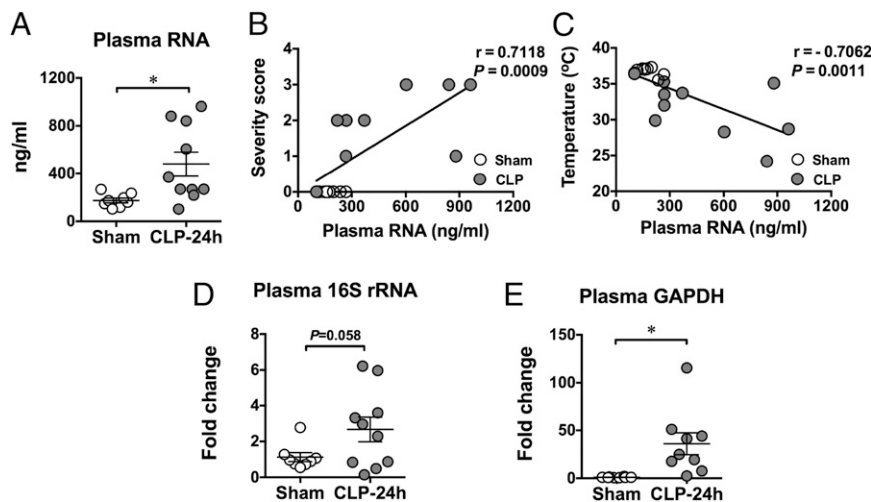 A
Plasma RNA
*
ng/ml
1200
800
400
0
Sham CLP-24h
B
r = 0.7118
P = 0.0009
Severity score
4
3
2
1
0
Sham
CLP
0 300 600 900 1200
Plasma RNA (ng/ml)
C
r = - 0.7062
P = 0.0011
Temperature (ºC)
40
35
30
25
20
Sham
CLP
0 300 600 900 1200
Plasma RNA (ng/ml)
D
Plasma 16S rRNA
P=0.058
Fold change
8
6
4
2
0
Sham CLP-24h
E
Plasma GAPDH
*
Fold change
150
100
50
0
Sham CLP-24h